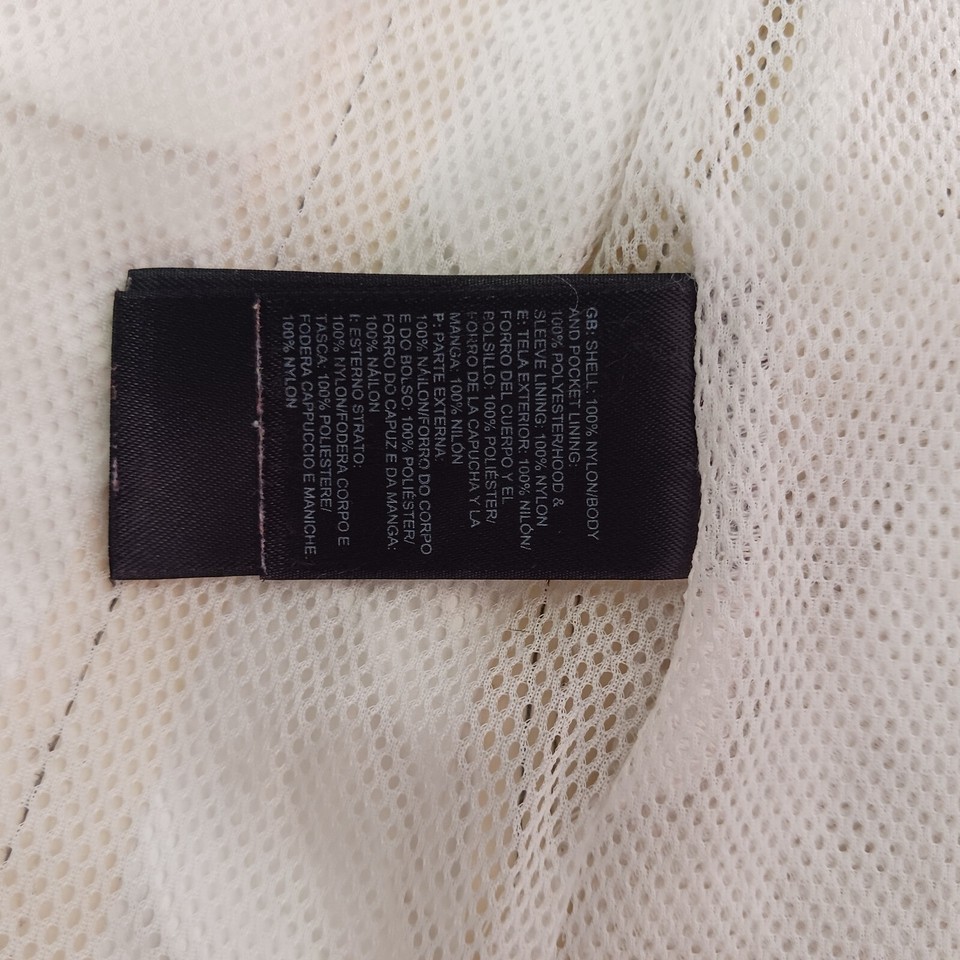 GB: SHELL: 100% NYLON/BODY
AND POCKET LINING:
100% POLYESTER/HOOD &
SLEEVE LINING: 100% NYLON
E: TELA EXTERIOR: 100% NILÓN/
FORRO DEL CUERPO Y EL
BOLSILLO: 100% POLIÉSTER/
FORRO DE LA CAPUCHA Y LA
MANGA: 100% NILÓN
P: PARTE EXTERNA:
100% NÁILON/FORRO DO CORPO
E DO BOLSO: 100% POLIÉSTER/
FORRO DO CAPUZ E DA MANGA:
100% NÁILON
I: ESTERNO STRATO:
100% NYLON/FODERA CORPO E
TASCA: 100% POLIESTERE/
FODERA CAPPUCCIO E MANICHE:
100% NYLON